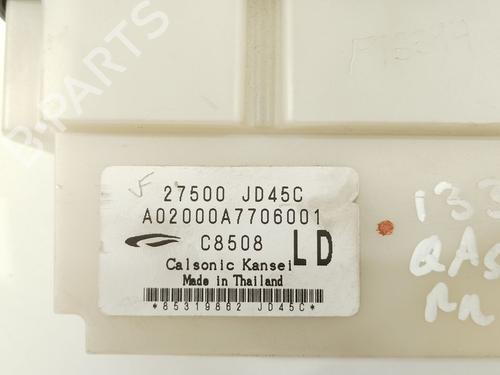 B-PARTS
27500 JD45C
A02000A7706001
C8508 LD
Calsonic Kansei
Made in Thailand
*85319862 JD45C*